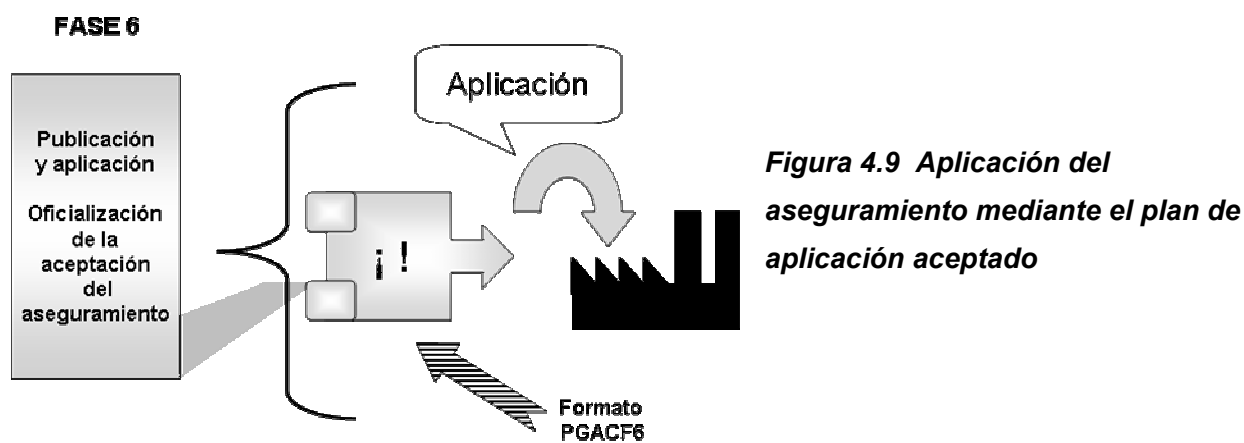 FASE 6
Publicación
y aplicación
Oficialización
de la
aceptación
del
aseguramiento
Aplicación
¡!
Formato
PGACF6
Figura 4.9 Aplicación del
aseguramiento mediante el plan de
aplicación aceptado